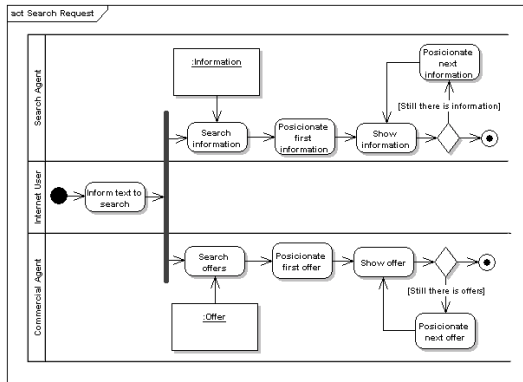 act Search Request
Search Agent
:Information
Posicionate
next
information
[Still there is information]
Search
information
Posicionate
first
information
Show
information
Internet User
Inform text to
search
Commercial Agent
Search
offers
Posicionate
first offer
Show offer
[Still there is offers]
:Offer
Posicionate
next offer